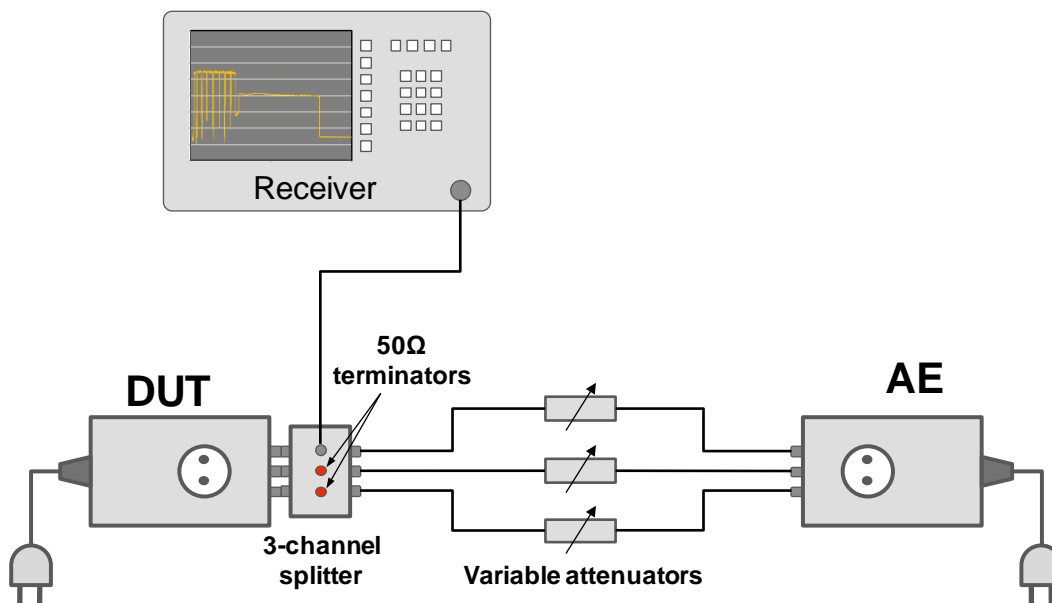 Receiver
50Ω
terminators
DUT
AE
3-channel
splitter
Variable attenuators